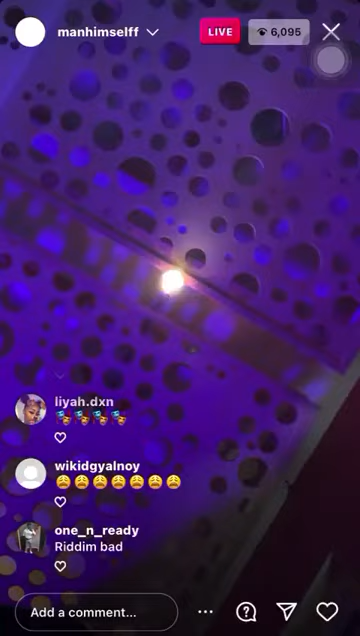 manhimselff
LIVE
6,095
liyah.dxn
🎭🎭🎭🎭
wikidgyalnoy
😩😩😩😩😩😩😩
one_n_ready
Riddim bad
Add a comment...